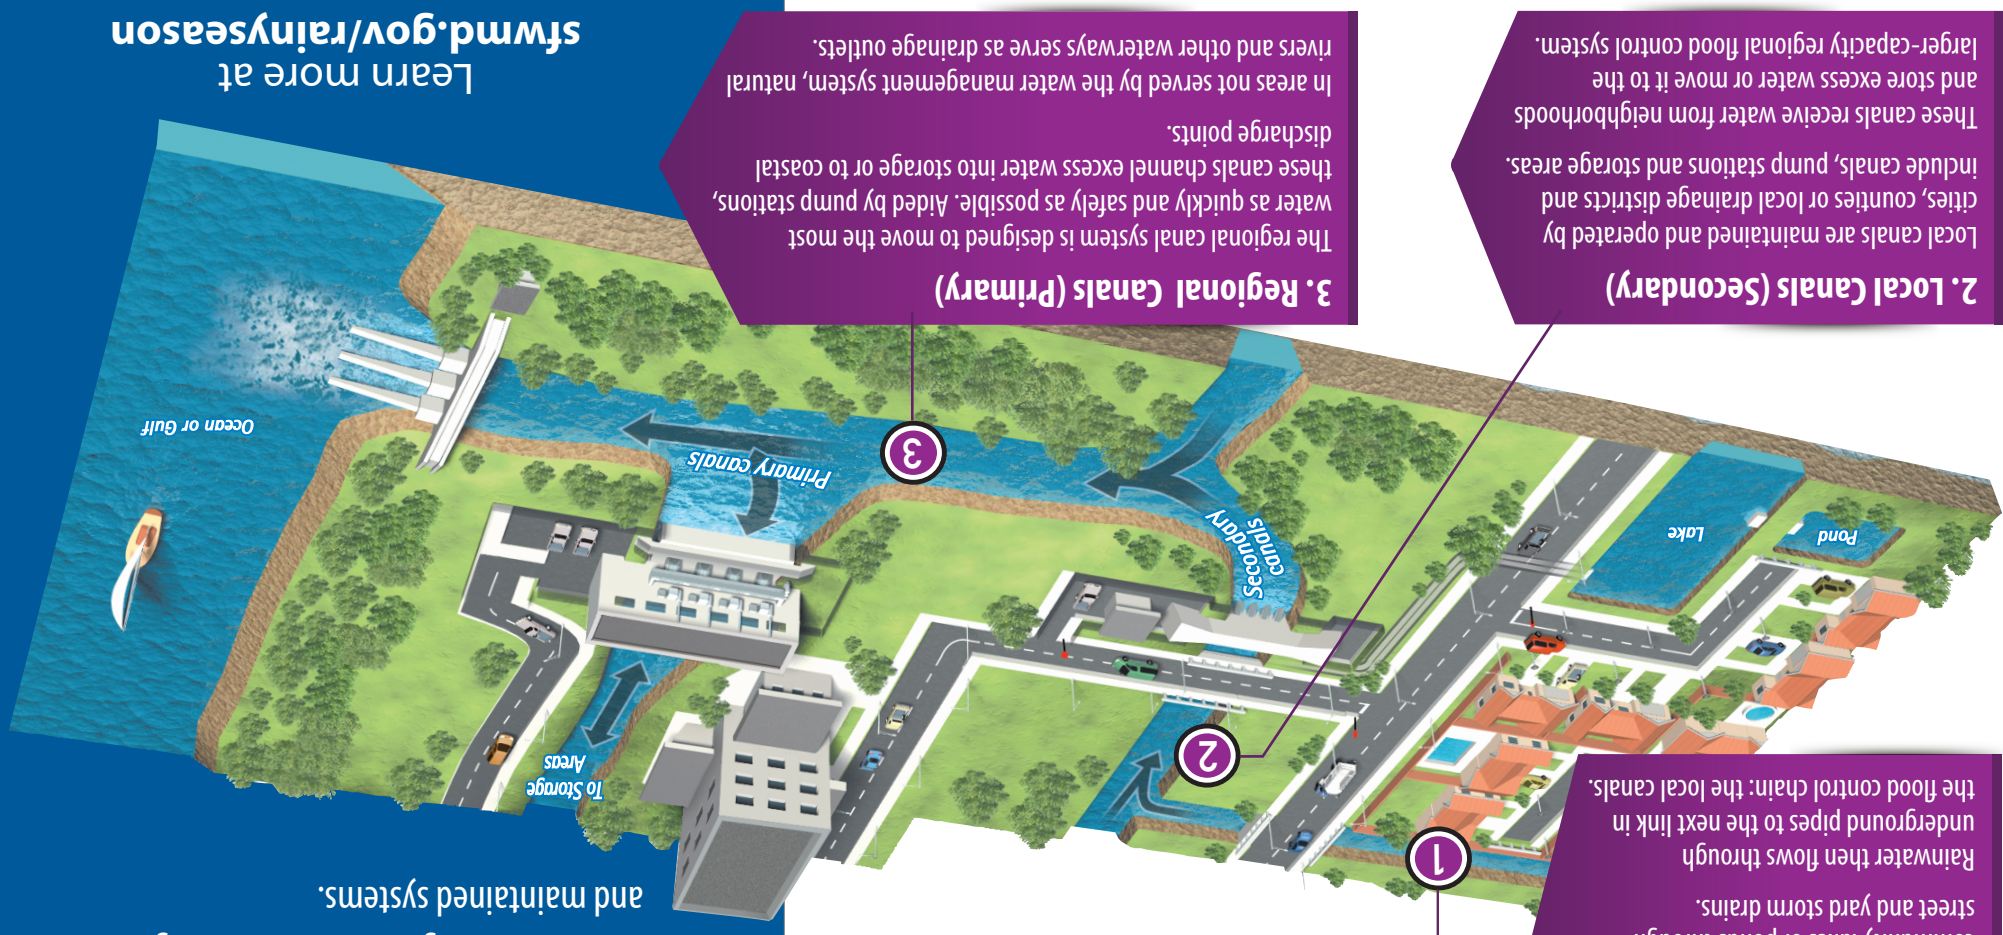 and maintained systems.
street and yard storm drains.
Rainwater then flows through
underground pipes to the next link in
the flood control chain: the local canals.
1
2. Local Canals (Secondary)
Local canals are maintained and operated by
cities, counties or local drainage districts and
include canals, pump stations and storage areas.
These canals receive water from neighborhoods
and store excess water or move it to the
larger-capacity regional flood control system.
2
3. Regional Canals (Primary)
The regional canal system is designed to move the most
water as quickly and safely as possible. Aided by pump stations,
these canals channel excess water into storage or to coastal
discharge points.
In areas not served by the water management system, natural
rivers and other waterways serve as drainage outlets.
3
To Storage
Areas
Secondary
canals
Pond
Lake
Primary canals
Ocean or Gulf
Learn more at
sfwmd.gov/rainyseason